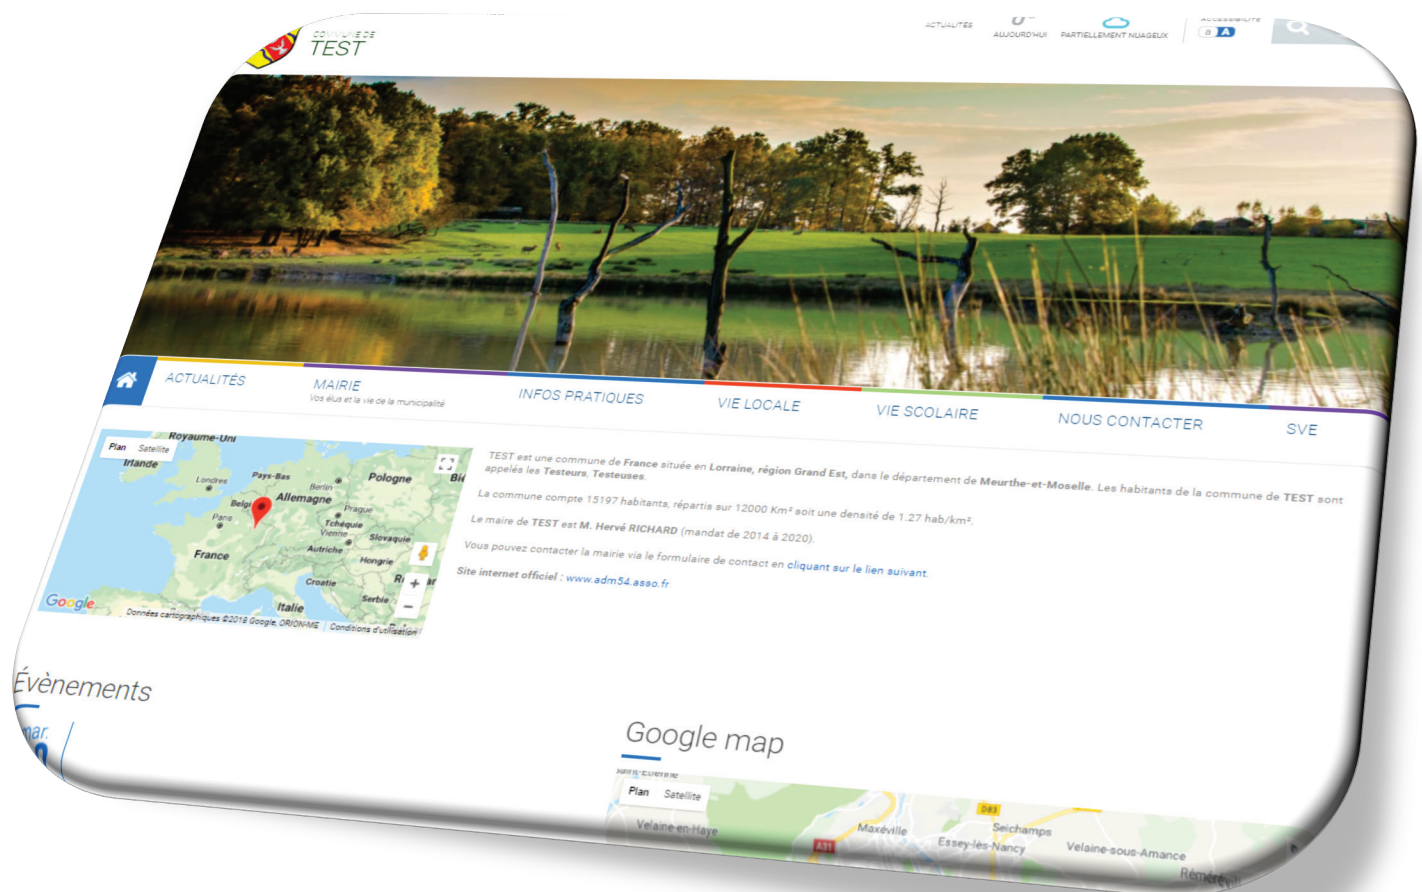 COMMUNE DE
TEST
ACTUALITÉS
AUJOURD'HUI
PARTIELLEMENT NUAGEUX
ACCESSIBILITE
a A
ACTUALITÉS
MAIRIE
Vos élus et la vie de la municipalité
INFOS PRATIQUES
VIE LOCALE
VIE SCOLAIRE
NOUS CONTACTER
SVE
Plan Satellite
Royaume-Uni
Irlande
Londres
Pays-Bas
Berlin
Pologne
Allemagne
Paris
Prague
Tchéquie
Vienne
Slovaquie
France
Autriche
Hongrie
Croatie
Serbie
Italie
Google
Données cartographiques ©2018 Google, ORION-ME
Conditions d'utilisation
TEST est une commune de France située en Lorraine, région Grand Est, dans le département de Meurthe-et-Moselle. Les habitants de la commune de TEST sont
appelés les Testeurs, Testeuses.
La commune compte 15197 habitants, répartis sur 12000 Km² soit une densité de 1.27 hab/km².
Le maire de TEST est M. Hervé RICHARD (mandat de 2014 à 2020).
Vous pouvez contacter la mairie via le formulaire de contact en cliquant sur le lien suivant.
Site internet officiel : www.adm54.asso.fr
Évènements
mar.
Google map
Plan Satellite
Velaine-en-Haye
A31
Maxéville
D83
Seichamps
Essey-lès-Nancy
Velaine-sous-Amance